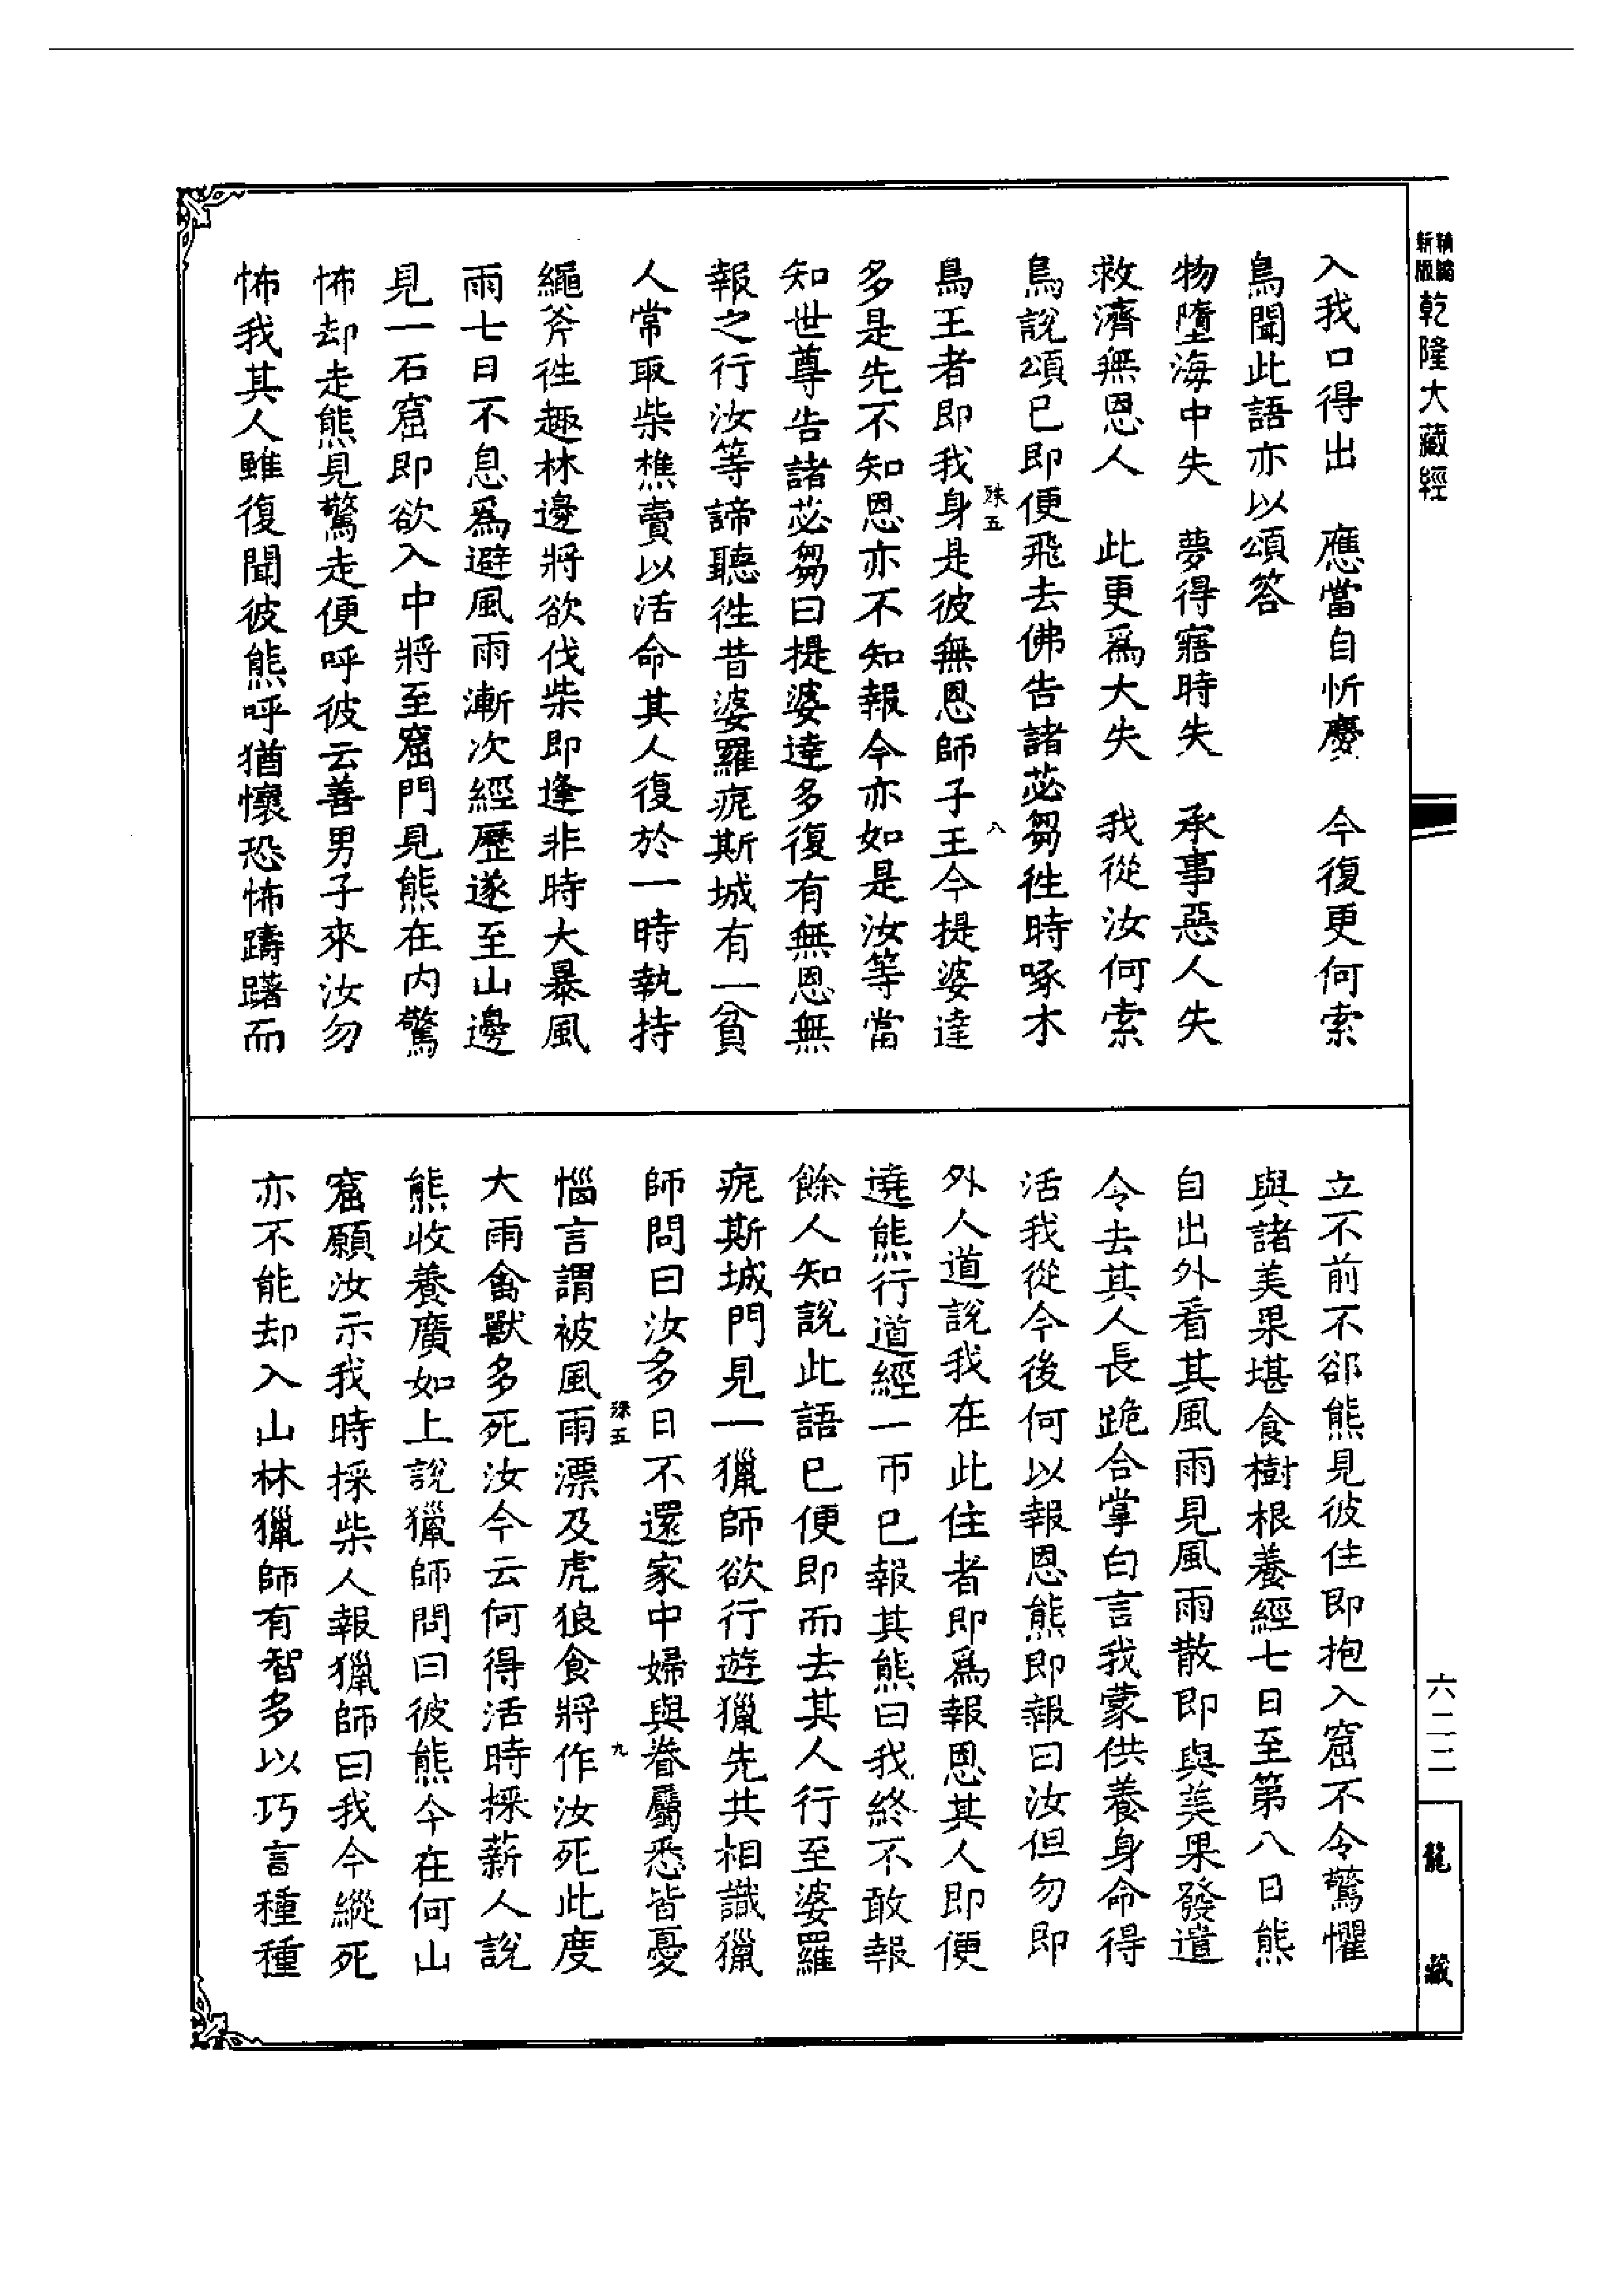 新編
新版
乾隆大藏經
入我口得出　應當自忻慶　今復更何索
鳥聞此語亦以頌答
物墮海中失　夢得寤時失　承事惡人失
救濟無恩人　此更爲大失　我從汝何索
鳥說頌已即便飛去佛告諸苾芻徃時啄木
殊五
八
鳥王者即我身是彼無恩師子王今提婆達
多是先不知恩亦不知報今亦如是汝等當
知世尊告諸苾芻曰提婆達多復有無恩無
報之行汝等諦聽徃昔婆羅痆斯城有一貧
人常取柴樵賣以活命其人復於一時執持
繩斧徃趣林邊將欲伐柴即逢非時大暴風
雨七日不息爲避風雨漸次經歷遂至山邊
見一石窟即欲入中將至窟門見熊在內驚
怖却走熊見驚走便呼彼云善男子來汝勿
怖我其人雖復聞彼熊呼猶懷恐怖躊躇而
立不前不郤熊見彼住即抱入窟不令驚懼
與諸美果堪食樹根養經七日至第八日熊
自出外看其風雨見風雨散即與美果發遣
令去其人長跪合掌白言我蒙供養身命得
活我從今後何以報恩熊即報曰汝但勿即
外人道說我在此住者即爲報恩其人即便
遶熊行道經一帀已報其熊曰我終不敢報
餘人知說此語已便即而去其人行至婆羅
痆斯城門見一獵師欲行遊獵先共相識獵
師問曰汝多日不還家中婦與眷屬悉皆憂
殊五
九
惱言謂被風雨漂及虎狼食將作汝死此度
大雨禽獸多死汝今云何得活時採薪人說
熊收養廣如上說獵師問曰彼熊今在何山
窟願汝示我時採柴人報獵師曰我今縱死
亦不能却入山林獵師有智多以巧言種種
六二二
龍藏